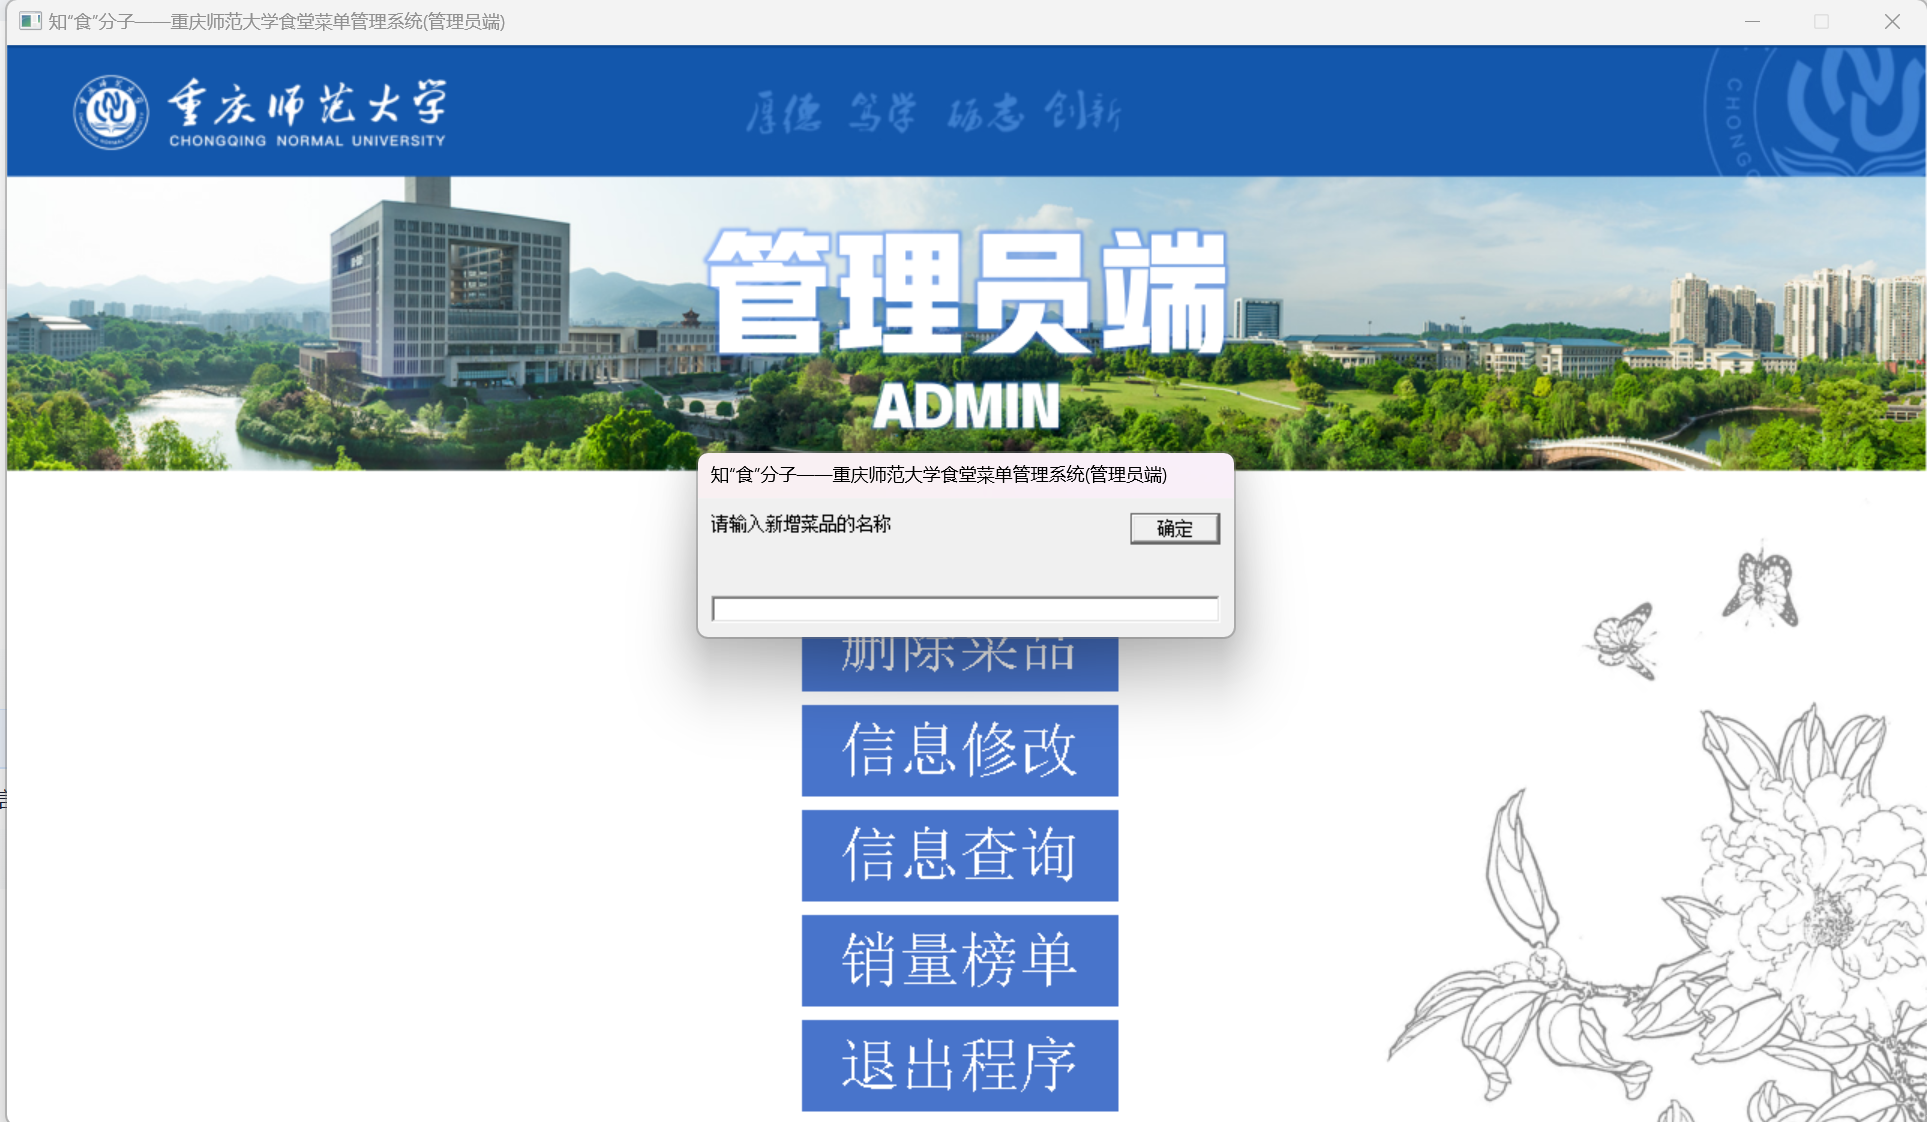 知“食”分子——重庆师范大学食堂菜单管理系统(管理员端)
重庆师范大学
CHONGQING NORMAL UNIVERSITY
厚德 笃学 砺志 创新
CHONG
管理员端
ADMIN
知“食”分子——重庆师范大学食堂菜单管理系统(管理员端)
请输入新增菜品的名称
确定
删除菜品
信息修改
信息查询
销量榜单
退出程序